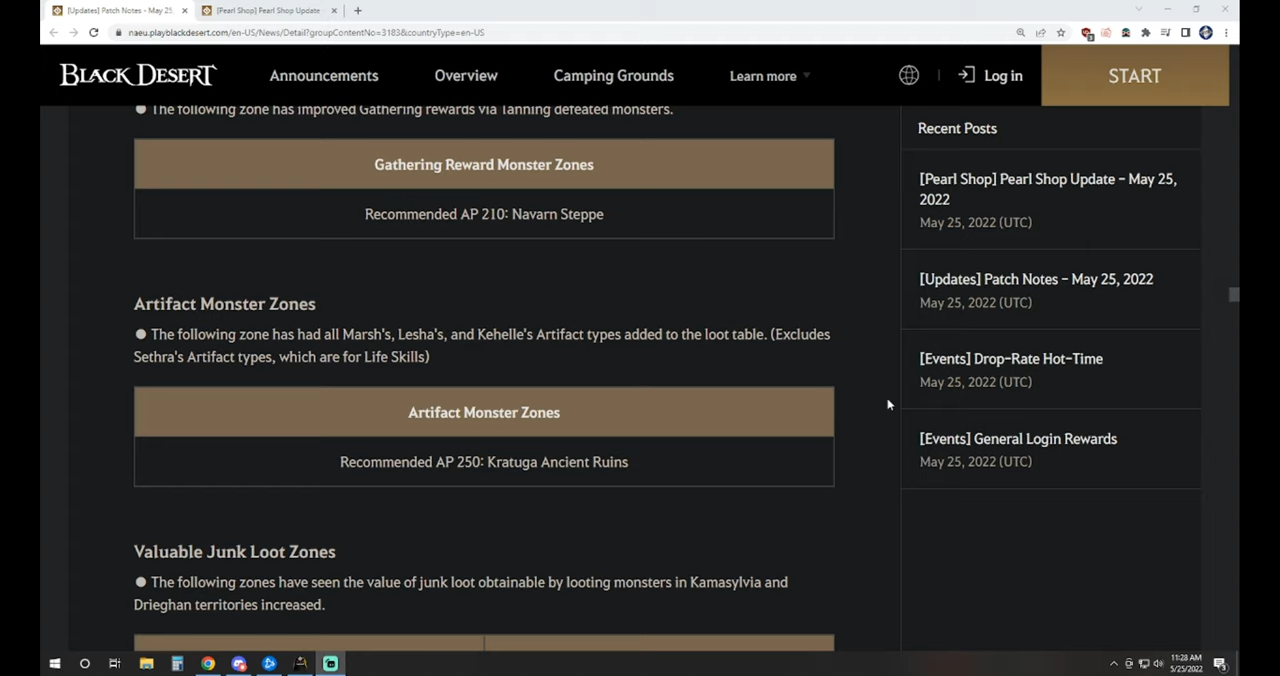 [Updates] Patch Notes - May 25,
[Pearl Shop] Pearl Shop Update -
naeu.playblackdesert.com/en-US/News/Detail?groupContentNo=3183&countryType=en-US
BLACK DESERT
Announcements
Overview
Camping Grounds
Learn more
Log in
START
● The following zone has improved Gathering rewards via Tanning defeated monsters.
Gathering Reward Monster Zones
Recommended AP 210: Navarn Steppe
Artifact Monster Zones
● The following zone has had all Marsh's, Lesha's, and Kehelle's Artifact types added to the loot table. (Excludes
Sethra's Artifact types, which are for Life Skills)
Artifact Monster Zones
Recommended AP 250: Kratuga Ancient Ruins
Valuable Junk Loot Zones
● The following zones have seen the value of junk loot obtainable by looting monsters in Kamasylvia and
Drieghan territories increased.
Recent Posts
[Pearl Shop] Pearl Shop Update - May 25,
2022
May 25, 2022 (UTC)
[Updates] Patch Notes - May 25, 2022
May 25, 2022 (UTC)
[Events] Drop-Rate Hot-Time
May 25, 2022 (UTC)
[Events] General Login Rewards
May 25, 2022 (UTC)
11:28 AM
5/25/2022